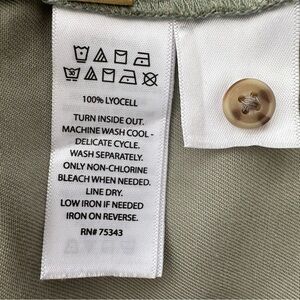 100% LYOCELL
TURN INSIDE OUT.
MACHINE WASH COOL -
DELICATE CYCLE.
WASH SEPARATELY.
ONLY NON-CHLORINE
BLEACH WHEN NEEDED.
LINE DRY.
LOW IRON IF NEEDED
IRON ON REVERSE.
RN# 75343